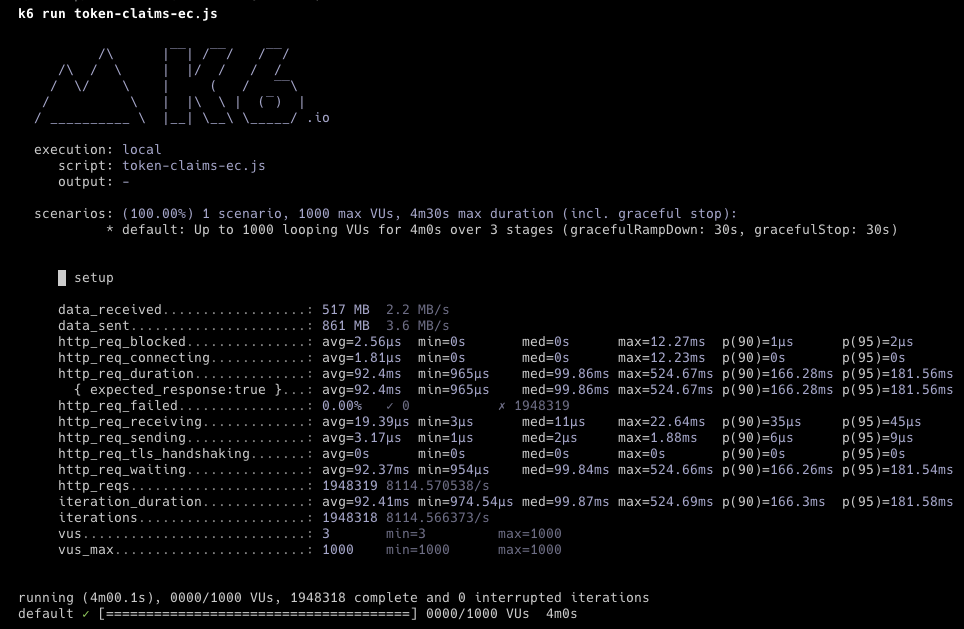 k6 run token-claims-ec.js
         /\      |‾‾| /‾‾/   /‾‾/
    /\  /  \     |  |/  /   /  /
   /  \/    \    |     (   /   ‾‾\
  /          \   |  |\  \ |  (‾)  |
 / __________ \  |__| \__\ \_____/ .io
execution: local
script: token-claims-ec.js
output: -
scenarios: (100.00%) 1 scenario, 1000 max VUs, 4m30s max duration (incl. graceful stop):
* default: Up to 1000 looping VUs for 4m0s over 3 stages (gracefulRampDown: 30s, gracefulStop: 30s)
█ setup
data_received..................: 517 MB 2.2 MB/s
data_sent......................: 861 MB 3.6 MB/s
http_req_blocked...............: avg=2.56µs min=0s med=0s max=12.27ms p(90)=1µs p(95)=2µs
http_req_connecting............: avg=1.81µs min=0s med=0s max=12.23ms p(90)=0s p(95)=0s
http_req_duration..............: avg=92.4ms min=965µs med=99.86ms max=524.67ms p(90)=166.28ms p(95)=181.56ms
{ expected_response:true }...: avg=92.4ms min=965µs med=99.86ms max=524.67ms p(90)=166.28ms p(95)=181.56ms
http_req_failed................: 0.00% ✓ 0 ✗ 1948319
http_req_receiving.............: avg=19.39µs min=3µs med=11µs max=22.64ms p(90)=35µs p(95)=45µs
http_req_sending...............: avg=3.17µs min=1µs med=2µs max=1.88ms p(90)=6µs p(95)=9µs
http_req_tls_handshaking.......: avg=0s min=0s med=0s max=0s p(90)=0s p(95)=0s
http_req_waiting...............: avg=92.37ms min=954µs med=99.84ms max=524.66ms p(90)=166.26ms p(95)=181.54ms
http_reqs......................: 1948319 8114.570538/s
iteration_duration.............: avg=92.41ms min=974.54µs med=99.87ms max=524.69ms p(90)=166.3ms p(95)=181.58ms
iterations.....................: 1948318 8114.566373/s
vus............................: 3 min=3 max=1000
vus_max........................: 1000 min=1000 max=1000
running (4m00.1s), 0000/1000 VUs, 1948318 complete and 0 interrupted iterations
default ✓ [======================================] 0000/1000 VUs 4m0s